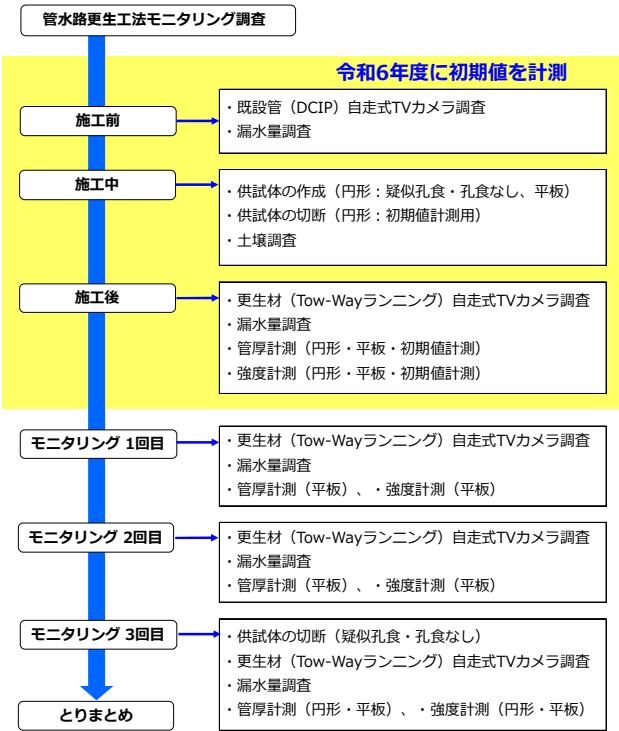 管水路更生工法モニタリング調査
令和6年度に初期値を計測
施工前
・既設管（DCIP）自走式TVカメラ調査
・漏水量調査
施工中
・供試体の作成（円形：疑似孔食・孔食なし、平板）
・供試体の切断（円形：初期値計測用）
・土壌調査
施工後
・更生材（Tow-Wayランニング）自走式TVカメラ調査
・漏水量調査
・管厚計測（円形・平板・初期値計測）
・強度計測（円形・平板・初期値計測）
モニタリング 1回目
・更生材（Tow-Wayランニング）自走式TVカメラ調査
・漏水量調査
・管厚計測（平板）、・強度計測（平板）
モニタリング 2回目
・更生材（Tow-Wayランニング）自走式TVカメラ調査
・漏水量調査
・管厚計測（平板）、・強度計測（平板）
モニタリング 3回目
・供試体の切断（疑似孔食・孔食なし）
・更生材（Tow-Wayランニング）自走式TVカメラ調査
・漏水量調査
・管厚計測（円形・平板）、・強度計測（円形・平板）
とりまとめ